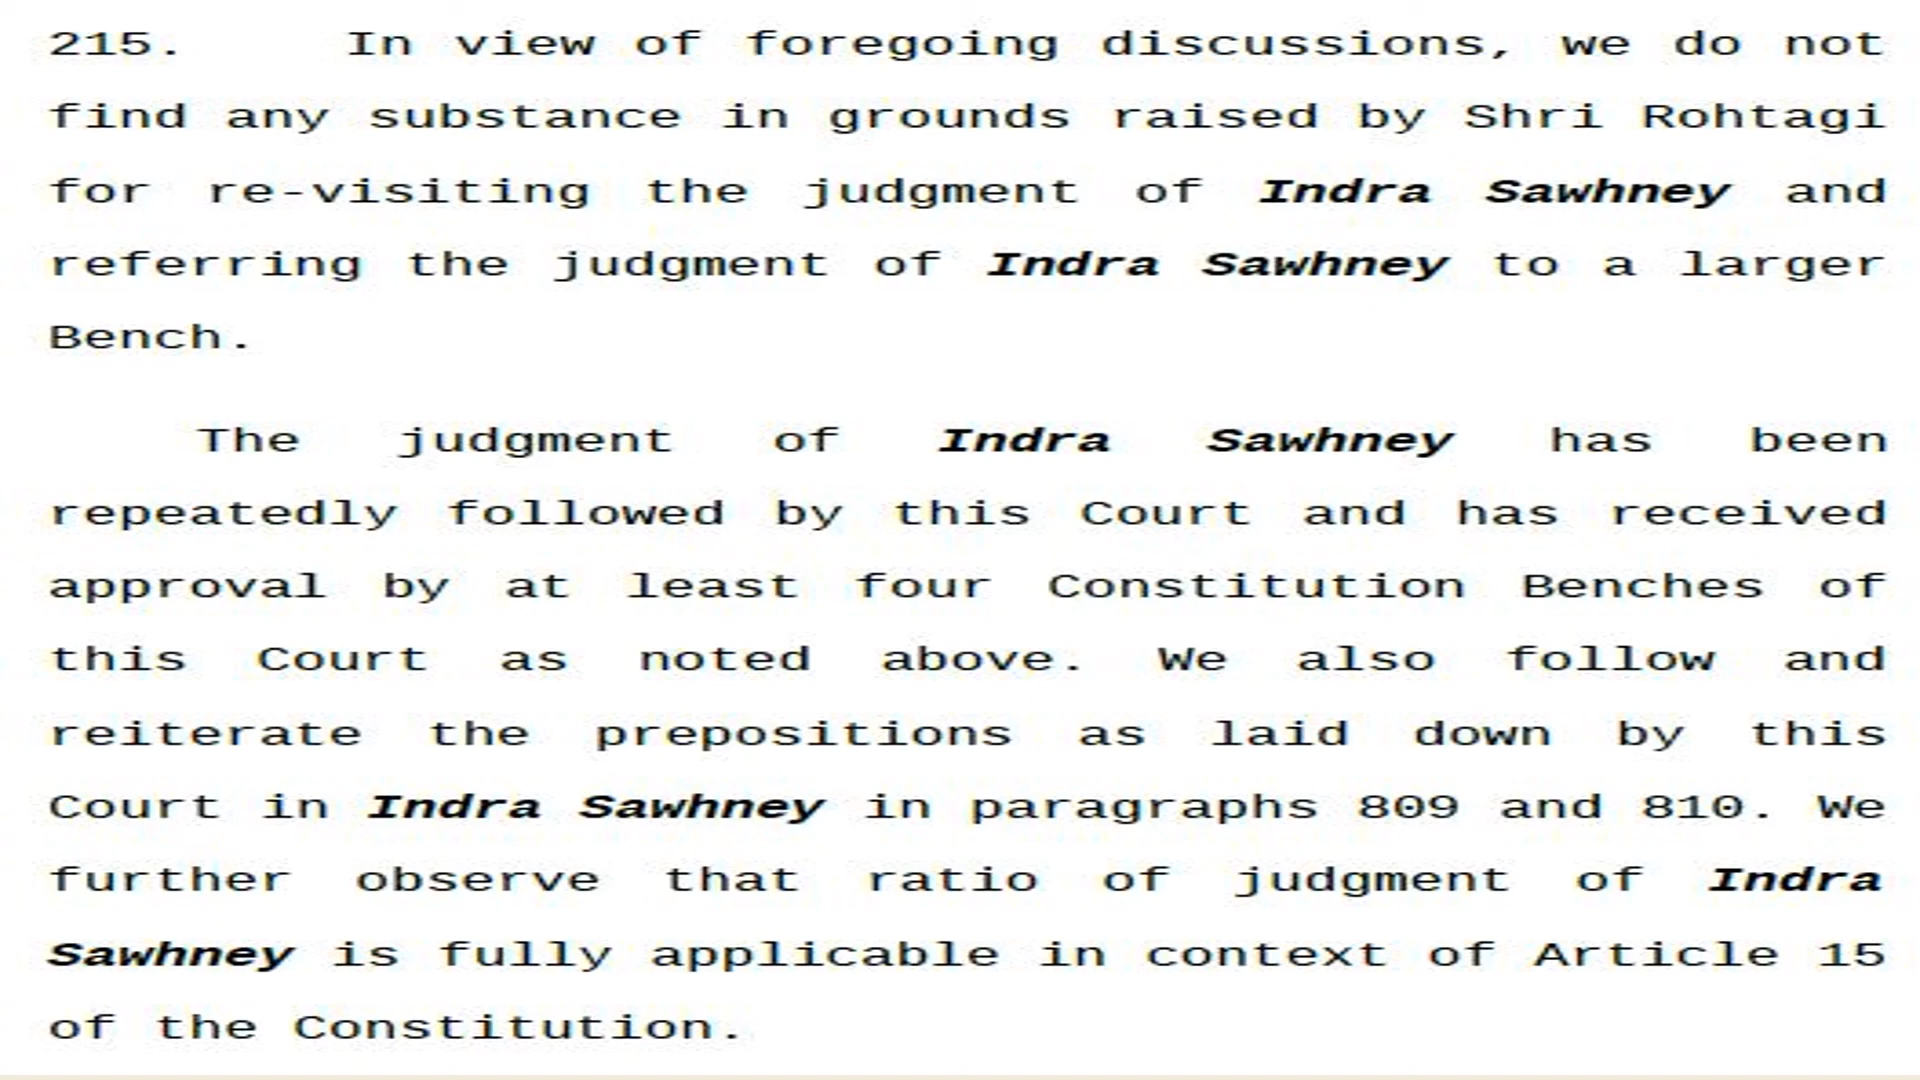 215. In view of foregoing discussions, we do not
find any substance in grounds raised by Shri Rohtagi
for re-visiting the judgment of Indra Sawhney and
referring the judgment of Indra Sawhney to a larger
Bench.
The judgment of Indra Sawhney has been
repeatedly followed by this Court and has received
approval by at least four Constitution Benches of
this Court as noted above. We also follow and
reiterate the prepositions as laid down by this
Court in Indra Sawhney in paragraphs 809 and 810. We
further observe that ratio of judgment of Indra
Sawhney is fully applicable in context of Article 15
of the Constitution.